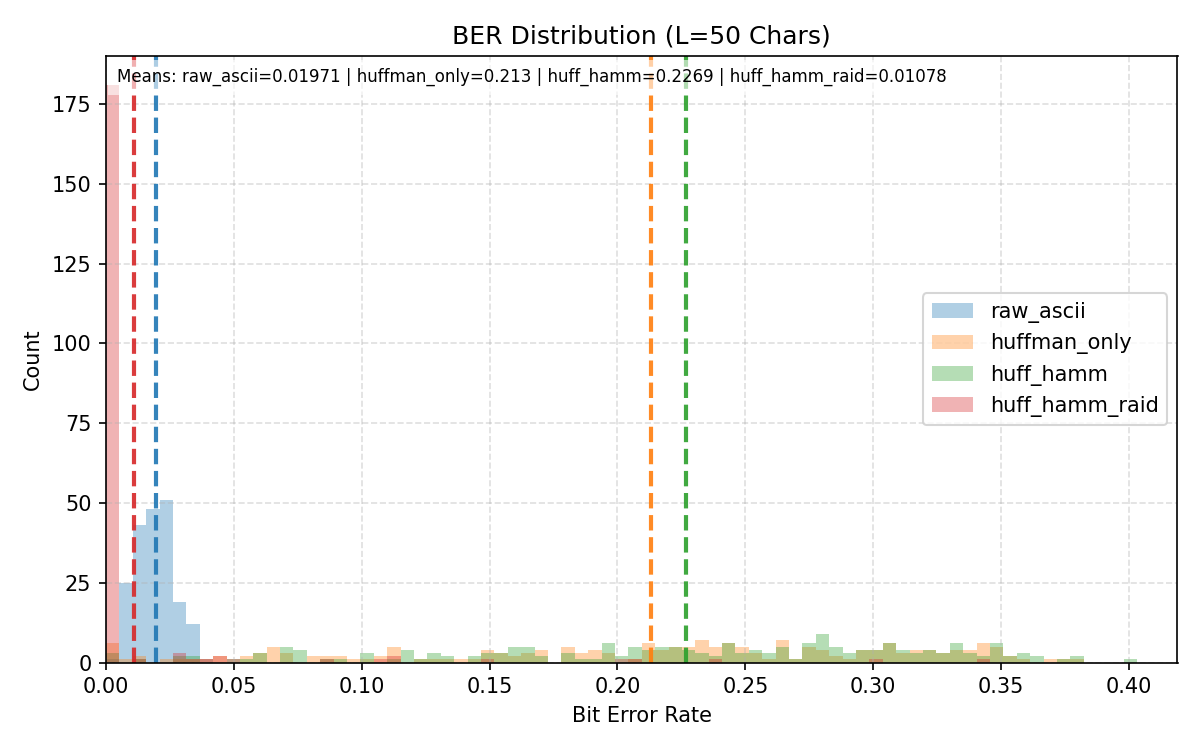 BER Distribution (L=50 Chars)
Means: raw_ascii=0.01971 | huffman_only=0.213 | huff_hamm=0.2269 | huff_hamm_raid=0.01078
175
150
125
100
75
50
25
0
Count
raw_ascii
huffman_only
huff_hamm
huff_hamm_raid
0.00 0.05 0.10 0.15 0.20 0.25 0.30 0.35 0.40
Bit Error Rate